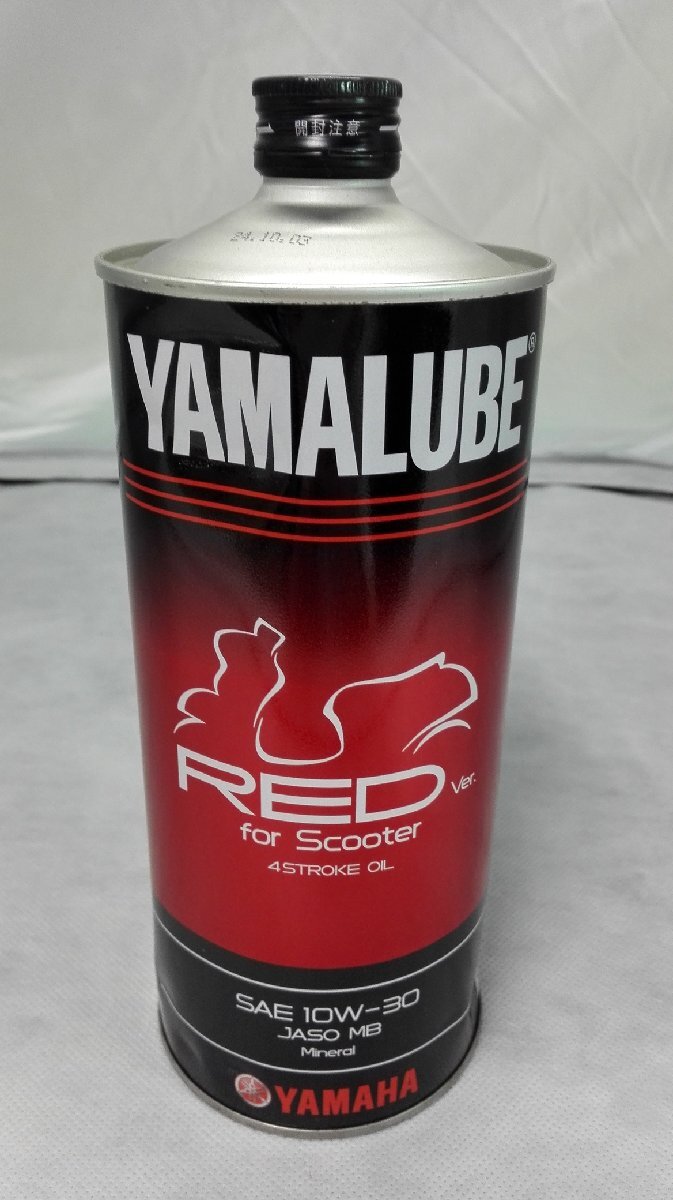 開封注意
24.10.03
YAMALUBE®
RED Ver.
for Scooter
4STROKE OIL
SAE 10W-30
JASO MB
Mineral
YAMAHA